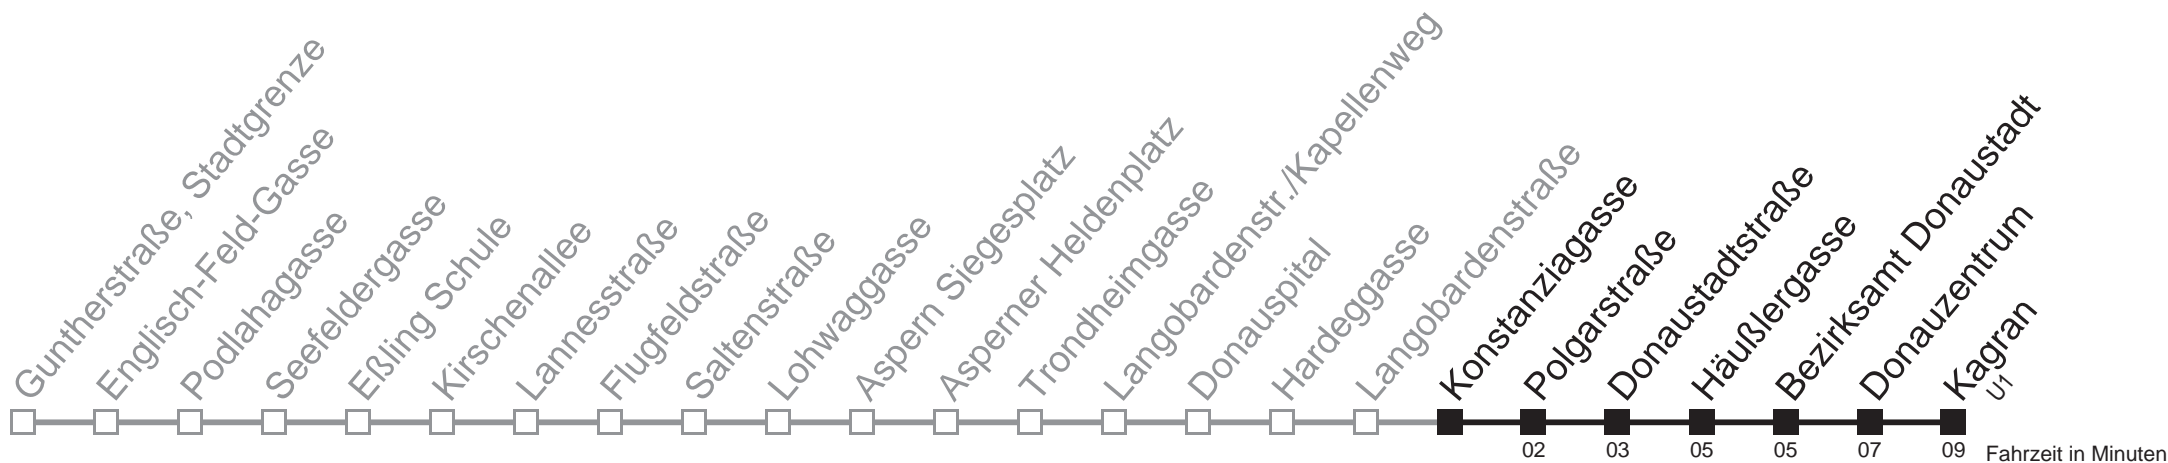 Guntherstraße, Stadtgrenze
Englisch-Feld-Gasse
Podlahagasse
Seefeldergasse
Eßling Schule
Kirschenallee
Lannesstraße
Flugfeldstraße
Saltenstraße
Lohwaggasse
Aspern Siegesplatz
Asperner Heldenplatz
Trondheimgasse
Langobardenstr./Kapellenweg
Donauspital
Hardeggasse
Langobardenstraße
Konstanziagasse
Polgarstraße
Donaustadtstraße
Häußlergasse
Bezirksamt Donaustadt
Donauzentrum
Kagran
U1
02 03 05 05 07 09 Fahrzeit in Minuten